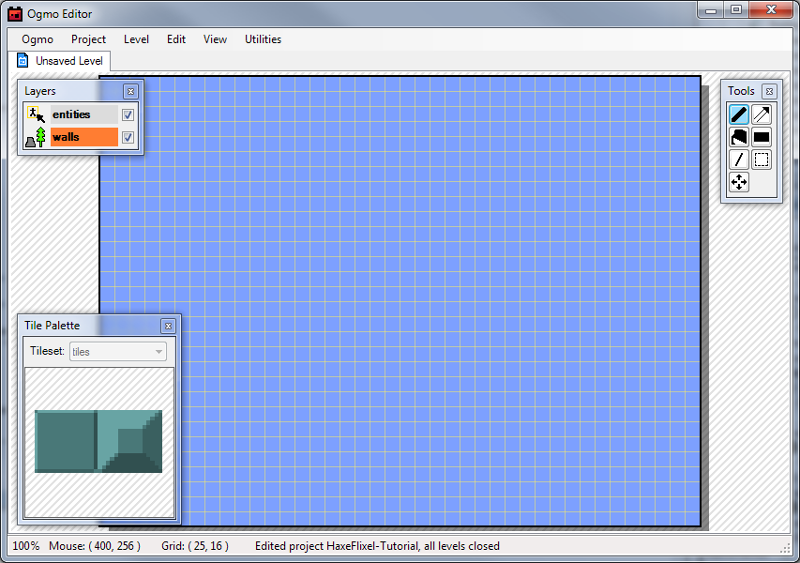 Ogmo Editor
Ogmo Project Level Edit View Utilities
Unsaved Level
Layers
entities
walls
Tools
Tile Palette
Tileset: tiles
100% Mouse: ( 400, 256 ) Grid: ( 25, 16 ) Edited project HaxeFlixel-Tutorial, all levels closed